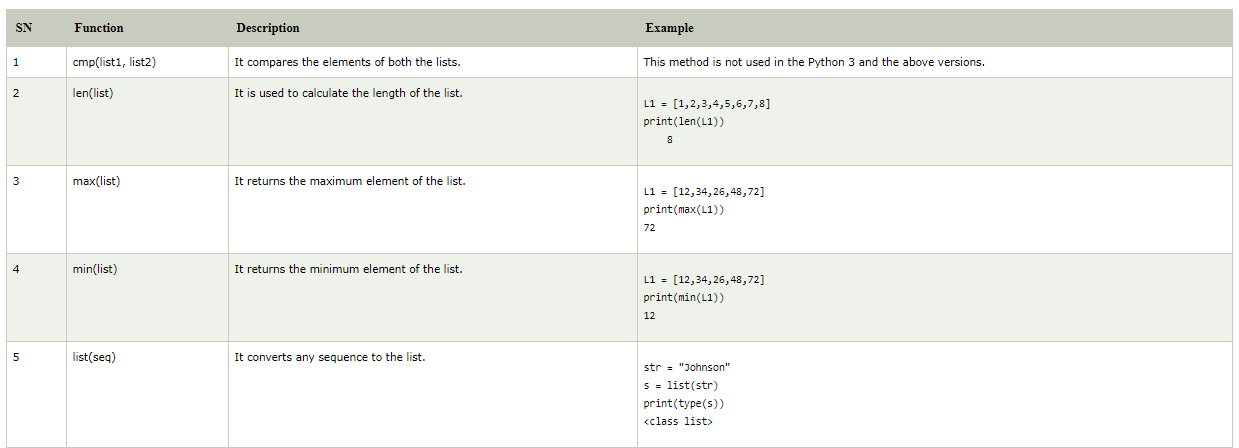 SN Function Description Example
1 cmp(list1, list2) It compares the elements of both the lists. This method is not used in the Python 3 and the above versions.
2 len(list) It is used to calculate the length of the list.
L1 = [1,2,3,4,5,6,7,8]
print(len(L1))
8
3 max(list) It returns the maximum element of the list.
L1 = [12,34,26,48,72]
print(max(L1))
72
4 min(list) It returns the minimum element of the list.
L1 = [12,34,26,48,72]
print(min(L1))
12
5 list(seq) It converts any sequence to the list.
str = "Johnson"
s = list(str)
print(type(s))
<class list>